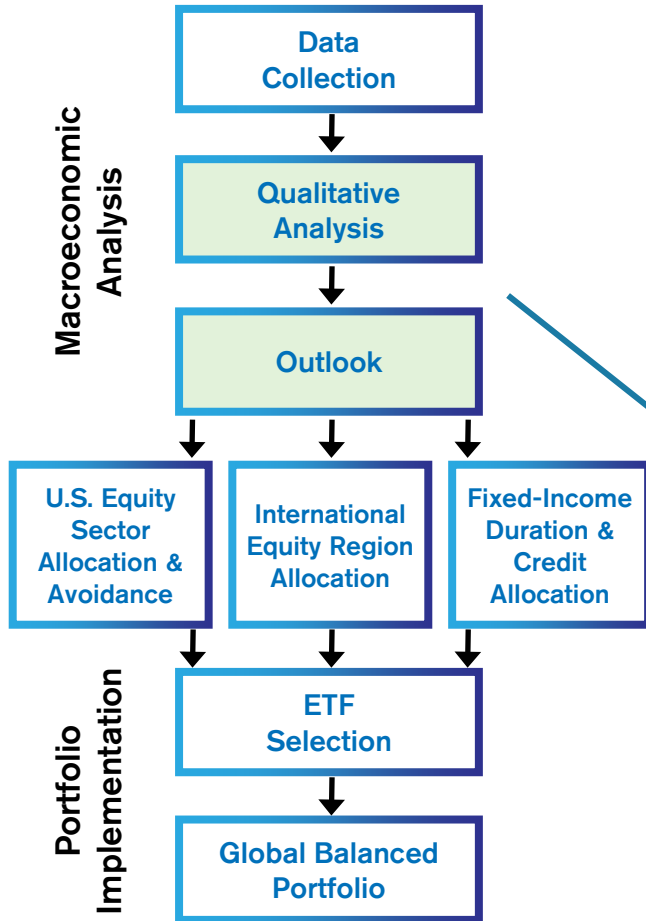 Macroeconomic
Analysis
Data
Collection
Qualitative
Analysis
Outlook
U.S. Equity
Sector
Allocation &
Avoidance
International
Equity Region
Allocation
Fixed-Income
Duration &
Credit
Allocation
Portfolio
Implementation
ETF
Selection
Global Balanced
Portfolio